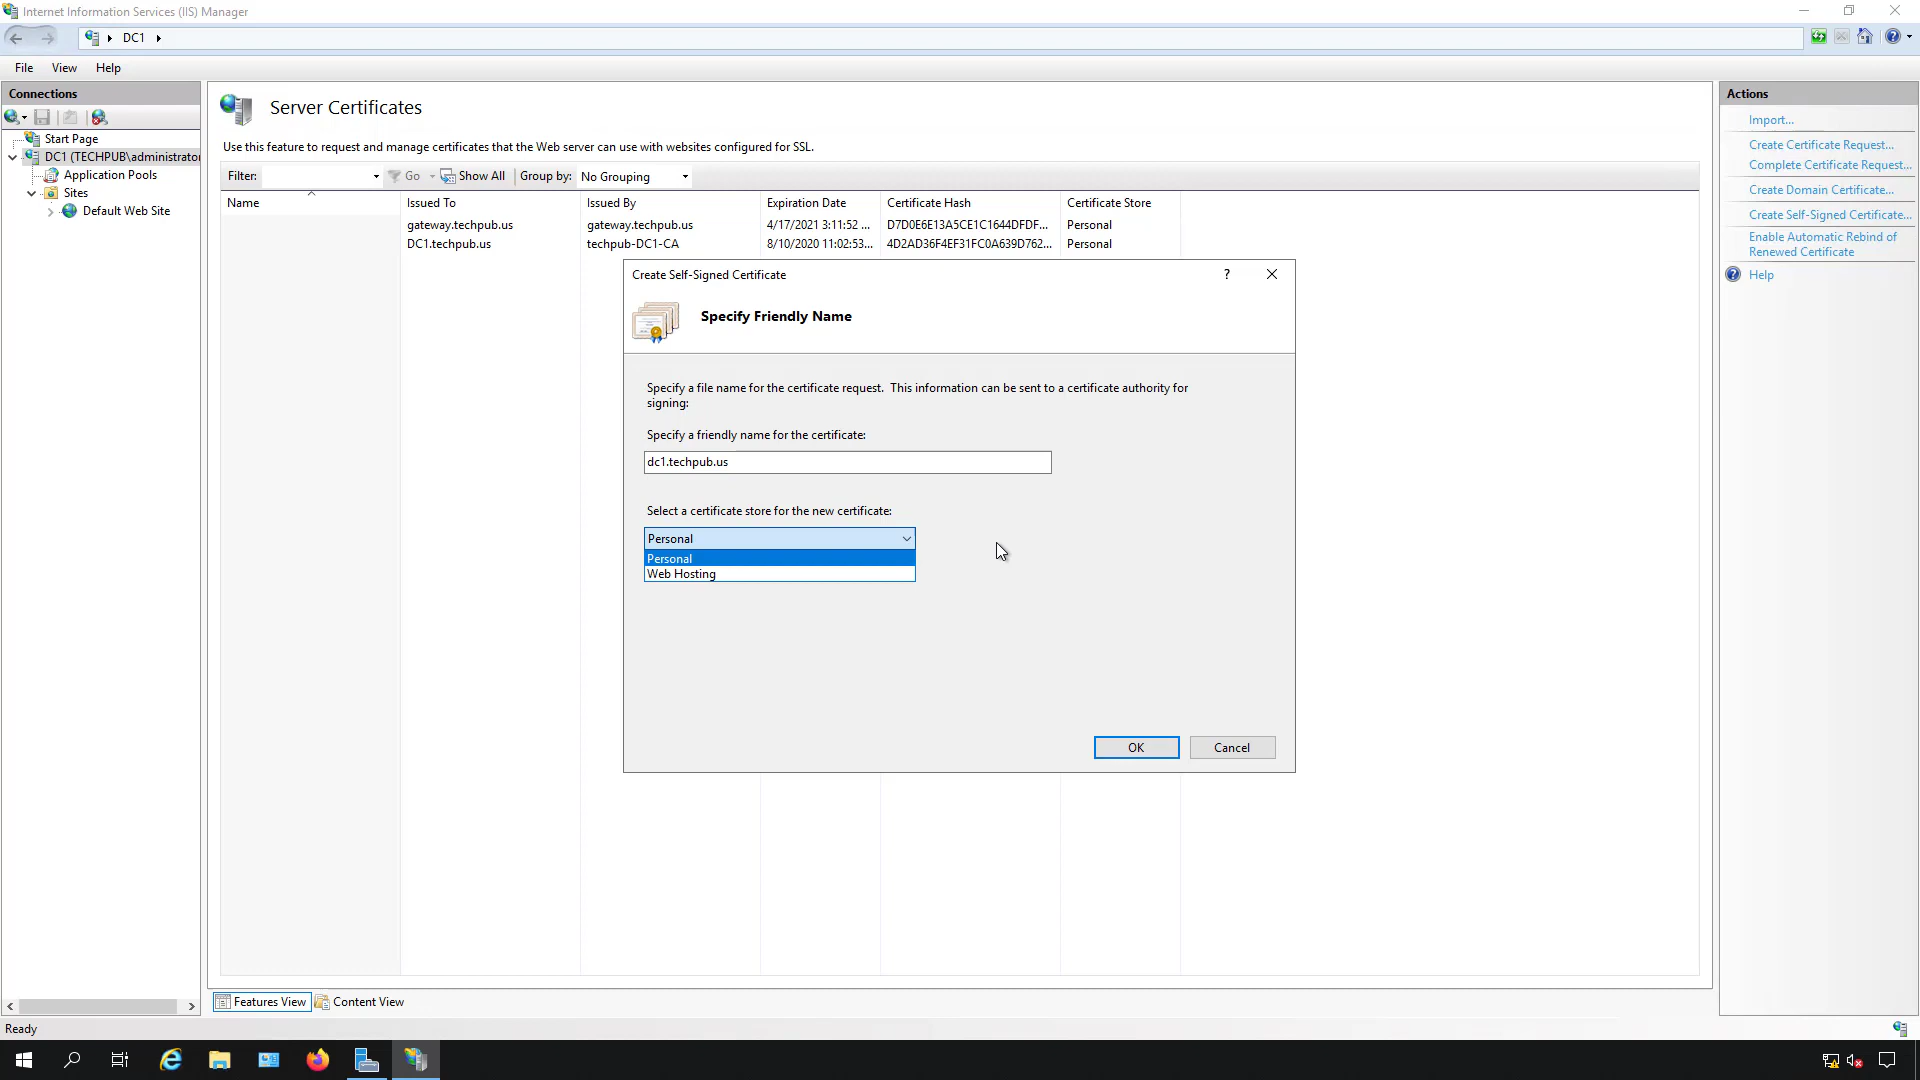 Internet Information Services (IIS) Manager
DC1
File View Help
Connections
Start Page
DC1 (TECHPUB\administrator
Application Pools
Sites
Default Web Site
Server Certificates
Use this feature to request and manage certificates that the Web server can use with websites configured for SSL.
Filter: Go Show All Group by: No Grouping
Name Issued To Issued By Expiration Date Certificate Hash Certificate Store
gateway.techpub.us gateway.techpub.us 4/17/2021 3:11:52 ... D7D0E6E13A5CE1C1644DFDF... Personal
DC1.techpub.us techpub-DC1-CA 8/10/2020 11:02:53... 4D2AD36F4EF31FC0A639D762... Personal
Create Self-Signed Certificate ?
Specify Friendly Name
Specify a file name for the certificate request. This information can be sent to a certificate authority for
signing:
Specify a friendly name for the certificate:
dc1.techpub.us
Select a certificate store for the new certificate:
Personal
Personal
Web Hosting
OK Cancel
Actions
Import...
Create Certificate Request...
Complete Certificate Request...
Create Domain Certificate...
Create Self-Signed Certificate...
Enable Automatic Rebind of
Renewed Certificate
Help
Features View Content View
Ready